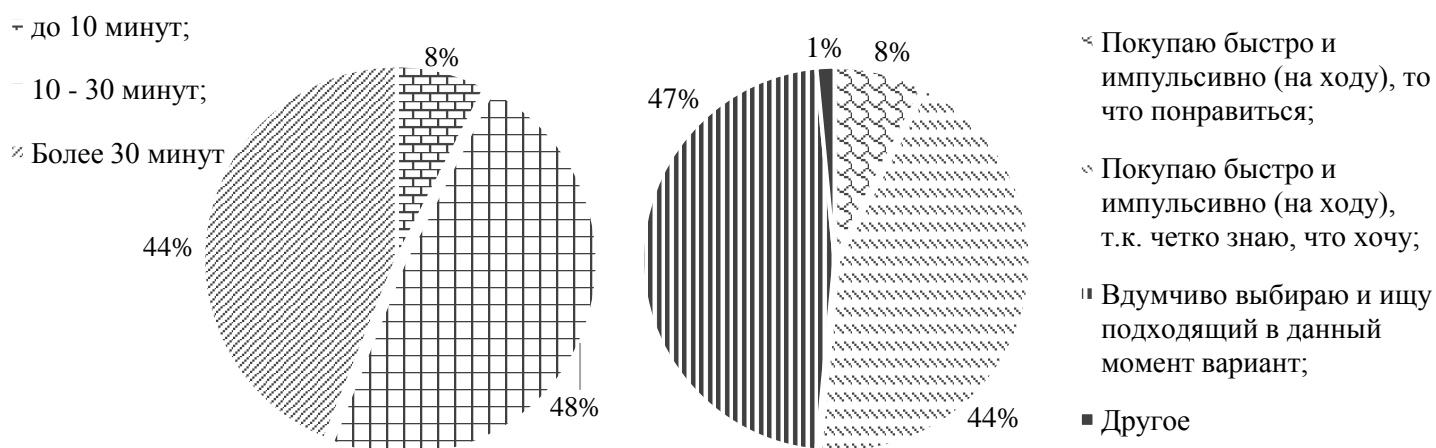 до 10 минут;
10 - 30 минут;
Более 30 минут
8%
44%
48%
1%
8%
47%
44%
Покупаю быстро и
импульсивно (на ходу), то
что понравиться;
Покупаю быстро и
импульсивно (на ходу),
т.к. четко знаю, что хочу;
Вдумчиво выбираю и ищу
подходящий в данный
момент вариант;
Другое